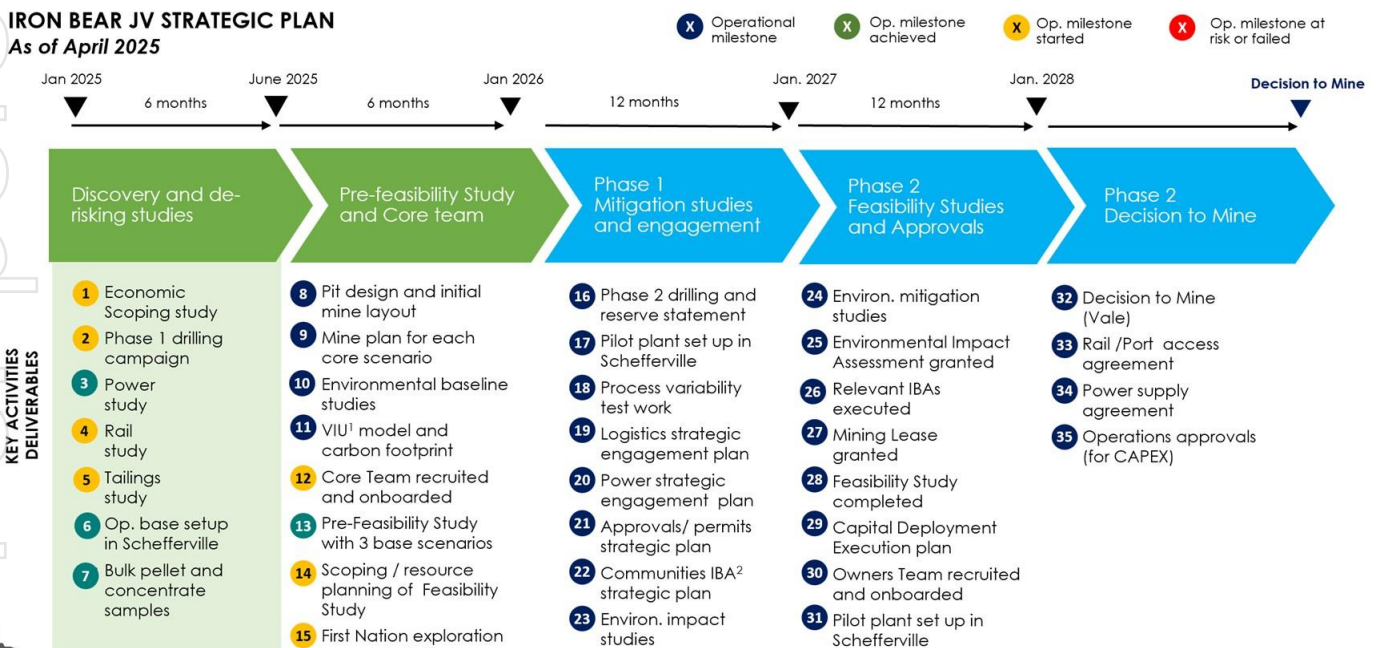 IRON BEAR JV STRATEGIC PLAN
As of April 2025
X Operational
milestone
X Op. milestone
achieved
X Op. milestone
started
X Op. milestone at
risk or failed
Jan 2025
June 2025
Jan 2026
Jan. 2027
Jan. 2028
Decision to Mine
6 months
6 months
12 months
12 months
Discovery and de-
risking studies
Pre-feasibility Study
and Core team
Phase 1
Mitigation studies
and engagement
Phase 2
Feasibility Studies
and Approvals
Phase 2
Decision to Mine
KEY ACTIVITIES
DELIVERABLES
1 Economic
Scoping study
2 Phase 1 drilling
campaign
3 Power
study
4 Rail
study
5 Tailings
study
6 Op. base setup
in Schefferville
7 Bulk pellet and
concentrate
samples
8 Pit design and initial
mine layout
9 Mine plan for each
core scenario
10 Environmental baseline
studies
11 VIU¹ model and
carbon footprint
12 Core Team recruited
and onboarded
13 Pre-Feasibility Study
with 3 base scenarios
14 Scoping / resource
planning of Feasibility
Study
15 First Nation exploration
16 Phase 2 drilling and
reserve statement
17 Pilot plant set up in
Schefferville
18 Process variability
test work
19 Logistics strategic
engagement plan
20 Power strategic
engagement plan
21 Approvals/ permits
strategic plan
22 Communities IBA²
strategic plan
23 Environ. impact
studies
24 Environ. mitigation
studies
25 Environmental Impact
Assessment granted
26 Relevant IBAs
executed
27 Mining Lease
granted
28 Feasibility Study
completed
29 Capital Deployment
Execution plan
30 Owners Team recruited
and onboarded
31 Pilot plant set up in
Schefferville
32 Decision to Mine
(Vale)
33 Rail /Port access
agreement
34 Power supply
agreement
35 Operations approvals
(for CAPEX)